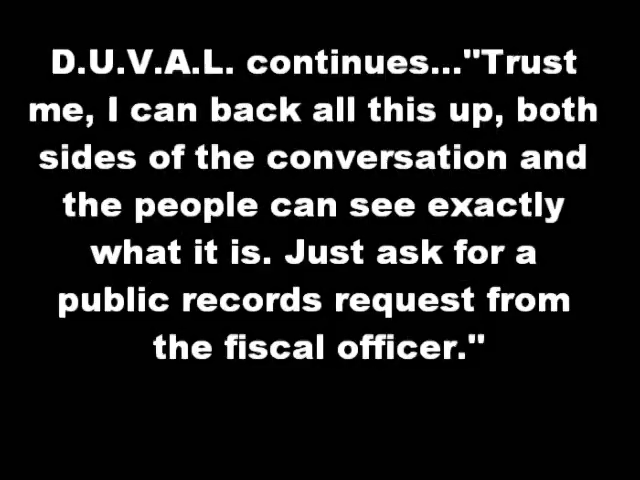 D.U.V.A.L. continues..."Trust
me, I can back all this up, both
sides of the conversation and
the people can see exactly
what it is. Just ask for a
public records request from
the fiscal officer."